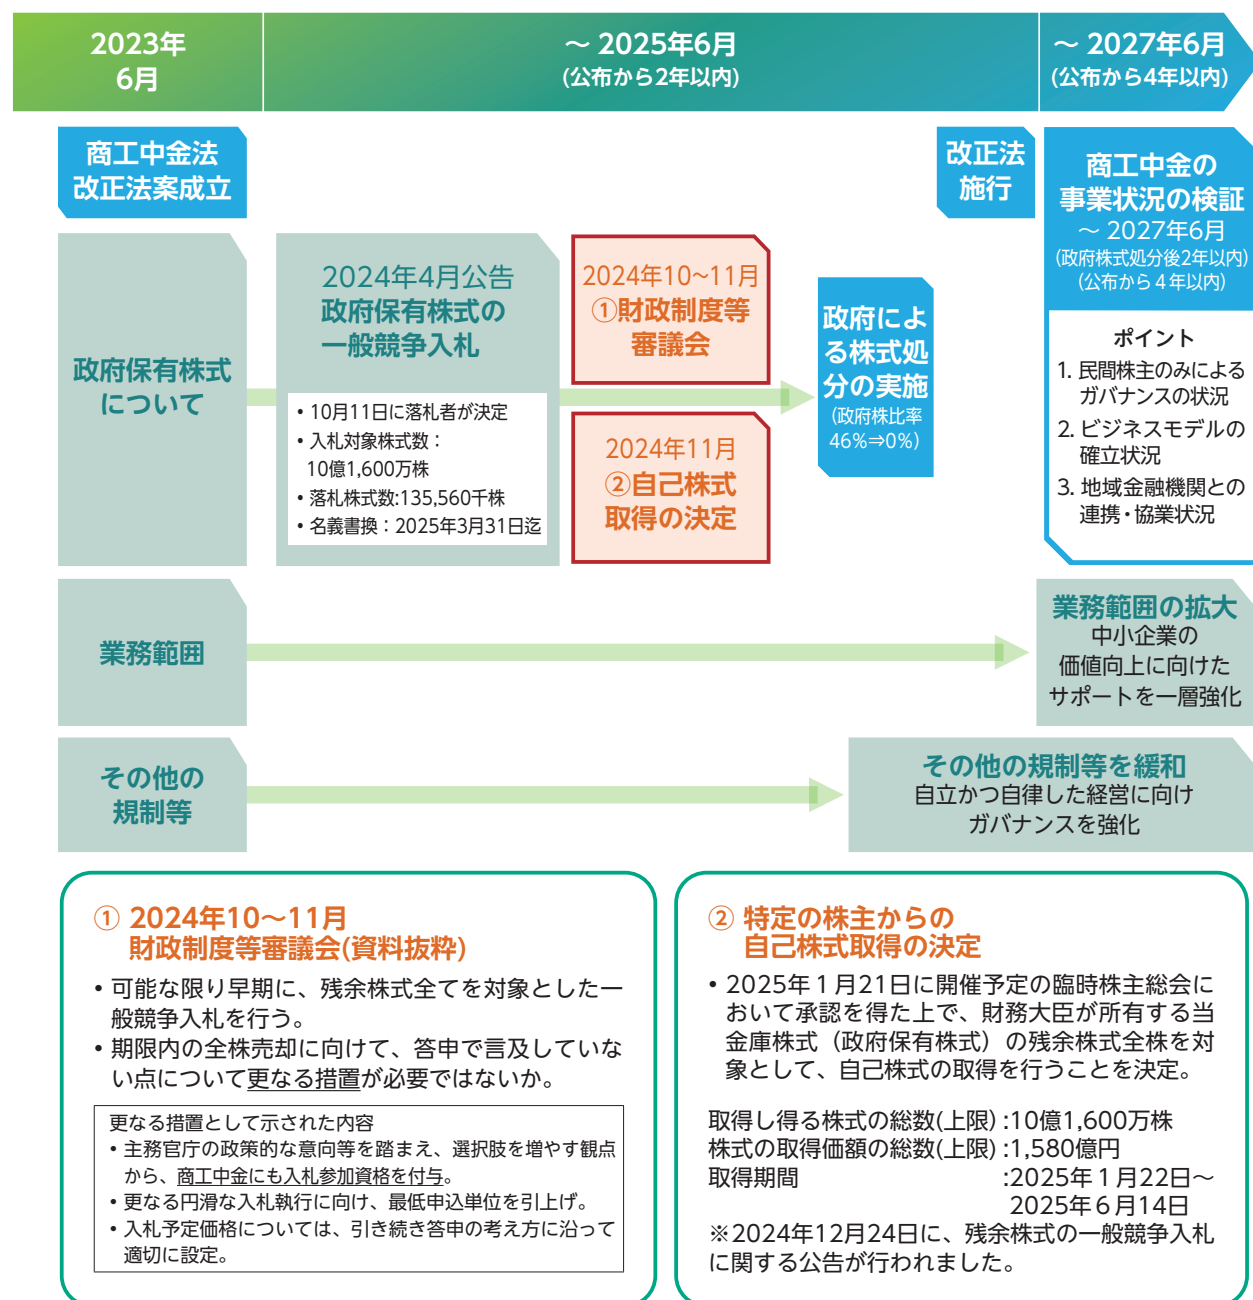 2023年
6月
～ 2025年6月
(公布から2年以内)
～ 2027年6月
(公布から4年以内)
商工中金法
改正法案成立
改正法
施行
商工中金の
事業状況の検証
～ 2027年6月
(政府株式処分後2年以内)
(公布から４年以内)
ポイント
1. 民間株主のみによる
ガバナンスの状況
2. ビジネスモデルの
確立状況
3. 地域金融機関との
連携・協業状況
政府保有株式
について
2024年4月公告
政府保有株式の
一般競争入札
• 10月11日に落札者が決定
• 入札対象株式数：
10億1,600万株
• 落札株式数:135,560千株
• 名義書換：2025年3月31日迄
2024年10~11月
①財政制度等
審議会
2024年11月
②自己株式
取得の決定
政府によ
る株式処
分の実施
(政府株比率
46%⇒0%)
業務範囲
業務範囲の拡大
中小企業の
価値向上に向けた
サポートを一層強化
その他の
規制等
その他の規制等を緩和
自立かつ自律した経営に向け
ガバナンスを強化
① 2024年10～11月
財政制度等審議会(資料抜粋)
• 可能な限り早期に、残余株式全てを対象とした一
般競争入札を行う。
• 期限内の全株売却に向けて、答申で言及していな
い点について更なる措置が必要ではないか。
更なる措置として示された内容
• 主務官庁の政策的な意向等を踏まえ、選択肢を増やす観点
から、商工中金にも入札参加資格を付与。
• 更なる円滑な入札執行に向け、最低申込単位を引上げ。
• 入札予定価格については、引き続き答申の考え方に沿って
適切に設定。
② 特定の株主からの
自己株式取得の決定
• 2025年１月21日に開催予定の臨時株主総会に
おいて承認を得た上で、財務大臣が所有する当
金庫株式（政府保有株式）の残余株式全株を対
象として、自己株式の取得を行うことを決定。
取得し得る株式の総数(上限) :10億1,600万株
株式の取得価額の総数(上限) :1,580億円
取得期間 :2025年１月22日～
2025年６月14日
※2024年12月24日に、残余株式の一般競争入札
に関する公告が行われました。